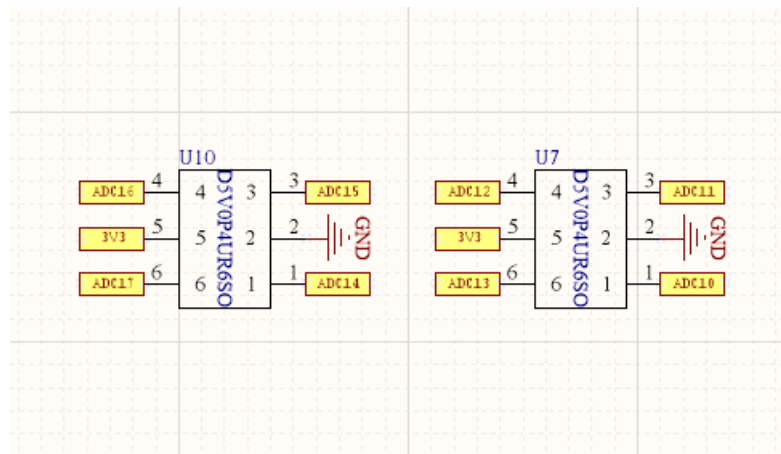 U10
ADC16 4 4 3 3 ADC15
3V3 5 5 2 2 GND
ADC17 6 6 1 1 ADC14
D5V0P4UR6SO
U7
ADC12 4 4 3 3 ADC11
3V3 5 5 2 2 GND
ADC13 6 6 1 1 ADC10
D5V0P4UR6SO